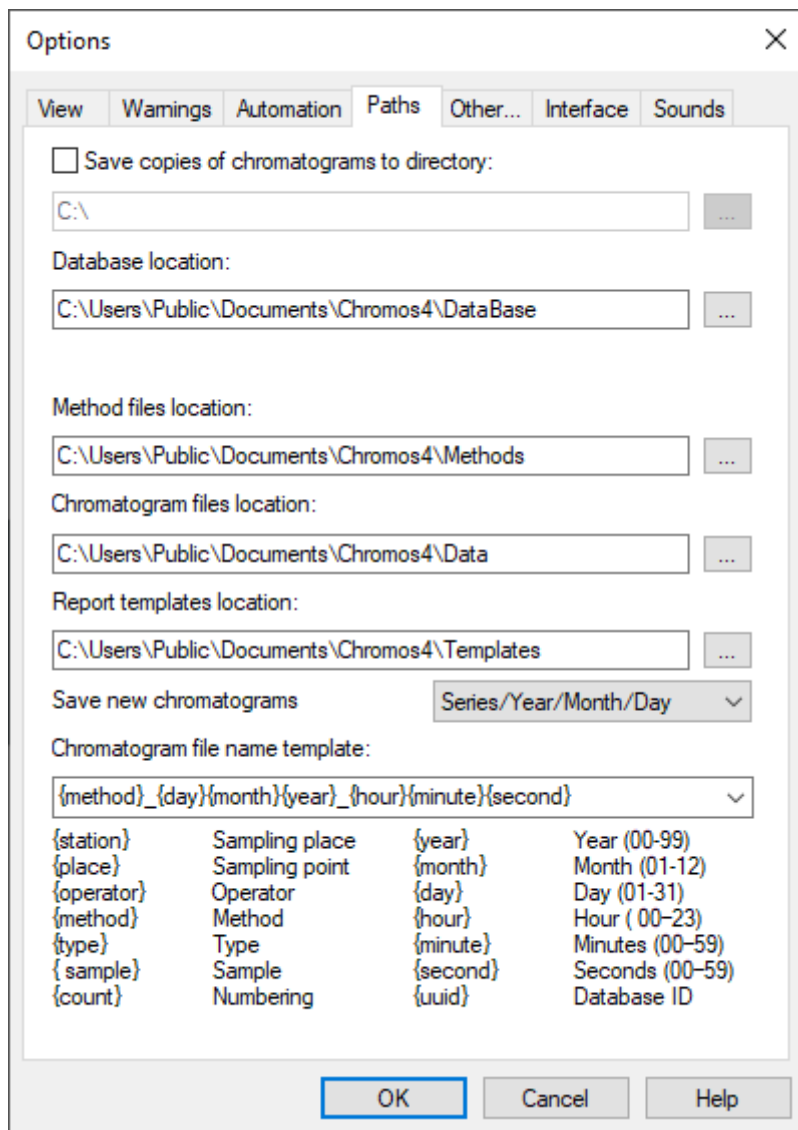 Options
View Warnings Automation Paths Other... Interface Sounds
Save copies of chromatograms to directory:
C:\
...
Database location:
C:\Users\Public\Documents\Chromos4\DataBase
...
Method files location:
C:\Users\Public\Documents\Chromos4\Methods
...
Chromatogram files location:
C:\Users\Public\Documents\Chromos4\Data
...
Report templates location:
C:\Users\Public\Documents\Chromos4\Templates
...
Save new chromatograms Series/Year/Month/Day
Chromatogram file name template:
{method}_{day}{month}{year}_{hour}{minute}{second}
{station} Sampling place {year} Year (00-99)
{place} Sampling point {month} Month (01-12)
{operator} Operator {day} Day (01-31)
{method} Method {hour} Hour ( 00–23)
{type} Type {minute} Minutes (00–59)
{ sample} Sample {second} Seconds (00–59)
{count} Numbering {uuid} Database ID
OK Cancel Help